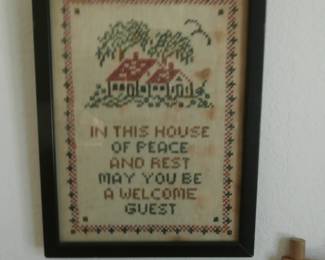 IN THIS HOUSE
OF PEACE
AND REST
MAY YOU BE
A WELCOME
GUEST